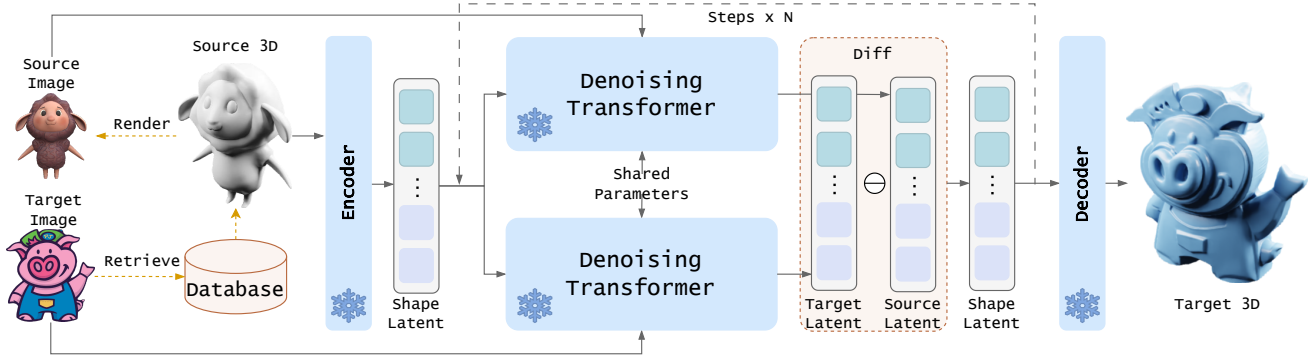 Steps x N
Source 3D
Source
Image
Render
Target
Image
Retrieve
Database
Encoder
Shape
Latent
Denoising
Transformer
Shared
Parameters
Denoising
Transformer
Diff
Target
Latent
Source
Latent
Shape
Latent
Decoder
Target 3D